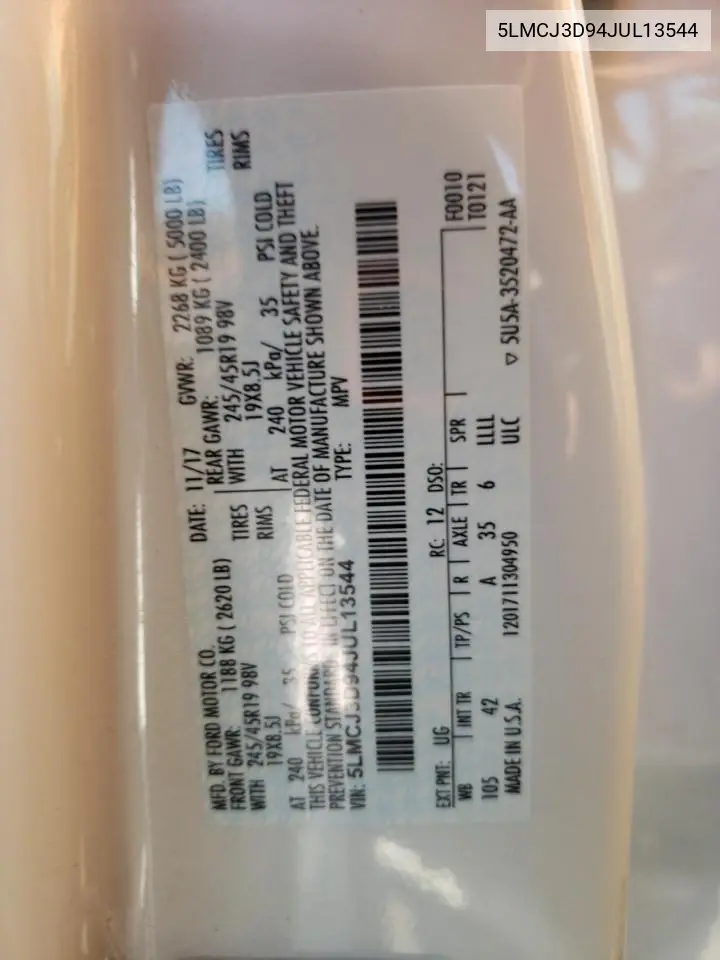 5LMCJ3D94JUL13544
MFD. BY FORD MOTOR CO.
DATE: 11/17
GVWR: 2268 KG ( 5000 LB)
FRONT GAWR: 1188 KG ( 2620 LB)
REAR GAWR: 1089 KG ( 2400 LB)
WITH 245/45R19 98V TIRES
WITH 245/45R19 98V TIRES
19X8.5J RIMS
19X8.5J RIMS
AT 240 kPa/ 35 PSI COLD
AT 240 kPa/ 35 PSI COLD
THIS VEHICLE CONFORMS TO ALL APPLICABLE FEDERAL MOTOR VEHICLE SAFETY AND THEFT
PREVENTION STANDARDS IN EFFECT ON THE DATE OF MANUFACTURE SHOWN ABOVE.
VIN: 5LMCJ3D94JUL13544
TYPE: MPV
F0010
T0121
EXT PNT: UG RC: 12 DSO:
WB INT TR TP/PS R AXLE TR SPR
105 42 A 35 6 LLLL
ULC
MADE IN U.S.A. 1201711304950 ▽ 5U5A-3520472-AA